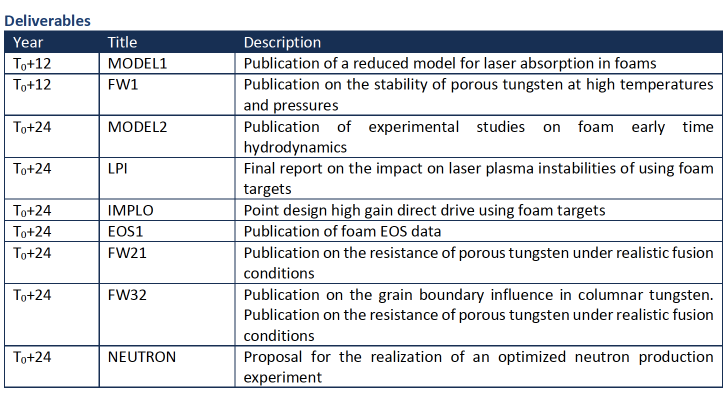 Deliverables
Year Title Description
T₀+12 MODEL1 Publication of a reduced model for laser absorption in foams
T₀+12 FW1 Publication on the stability of porous tungsten at high temperatures
and pressures
T₀+24 MODEL2 Publication of experimental studies on foam early time
hydrodynamics
T₀+24 LPI Final report on the impact on laser plasma instabilities of using foam
targets
T₀+24 IMPLO Point design high gain direct drive using foam targets
T₀+24 EOS1 Publication of foam EOS data
T₀+24 FW21 Publication on the resistance of porous tungsten under realistic fusion
conditions
T₀+24 FW32 Publication on the grain boundary influence in columnar tungsten.
Publication on the resistance of porous tungsten under realistic fusion
conditions
T₀+24 NEUTRON Proposal for the realization of an optimized neutron production
experiment